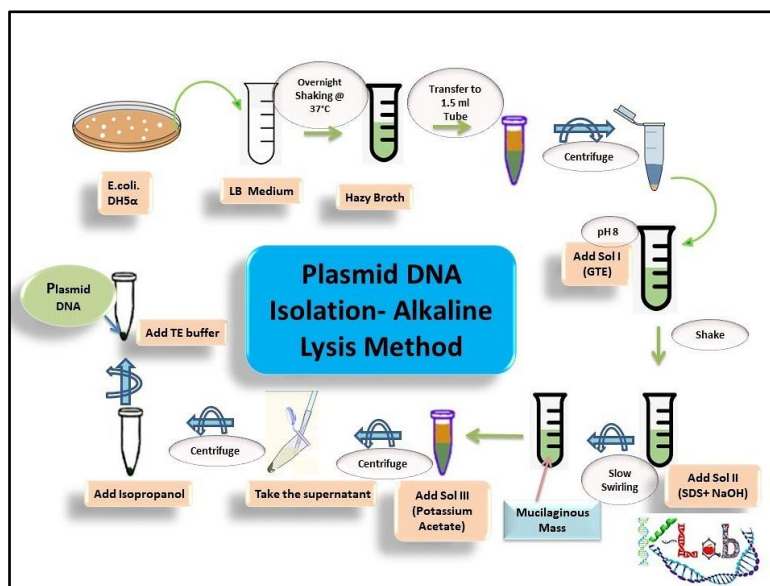 Overnight
Shaking @
37°C
Transfer to
1.5 ml
Tube
Centrifuge
E.coli.
DH5α
LB Medium
Hazy Broth
pH 8
Add Sol I
(GTE)
Plasmid DNA
Isolation- Alkaline
Lysis Method
Plasmid
DNA
Add TE buffer
Shake
Centrifuge
Centrifuge
Slow
Swirling
Add Sol II
(SDS+ NaOH)
Add Isopropanol
Take the supernatant
Add Sol III
(Potassium
Acetate)
Mucilaginous
Mass